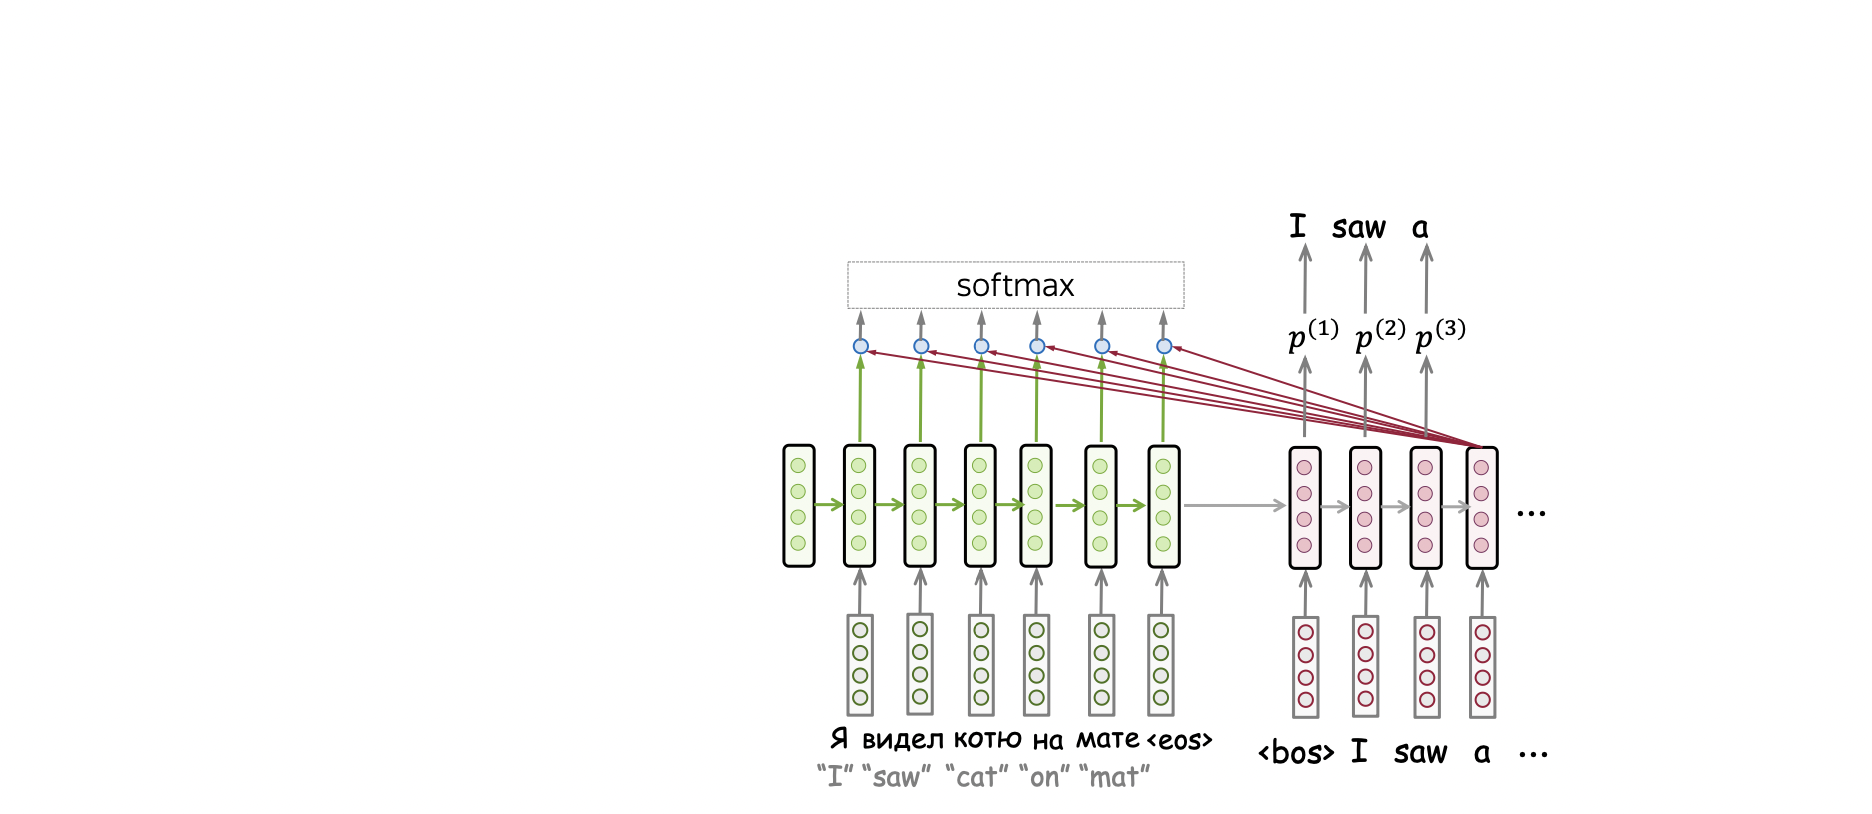 I saw a
softmax
p(1) p(2) p(3)
Я видел котю на мате <eos>
"I" "saw" "cat" "on" "mat"
<bos> I saw a ...
...